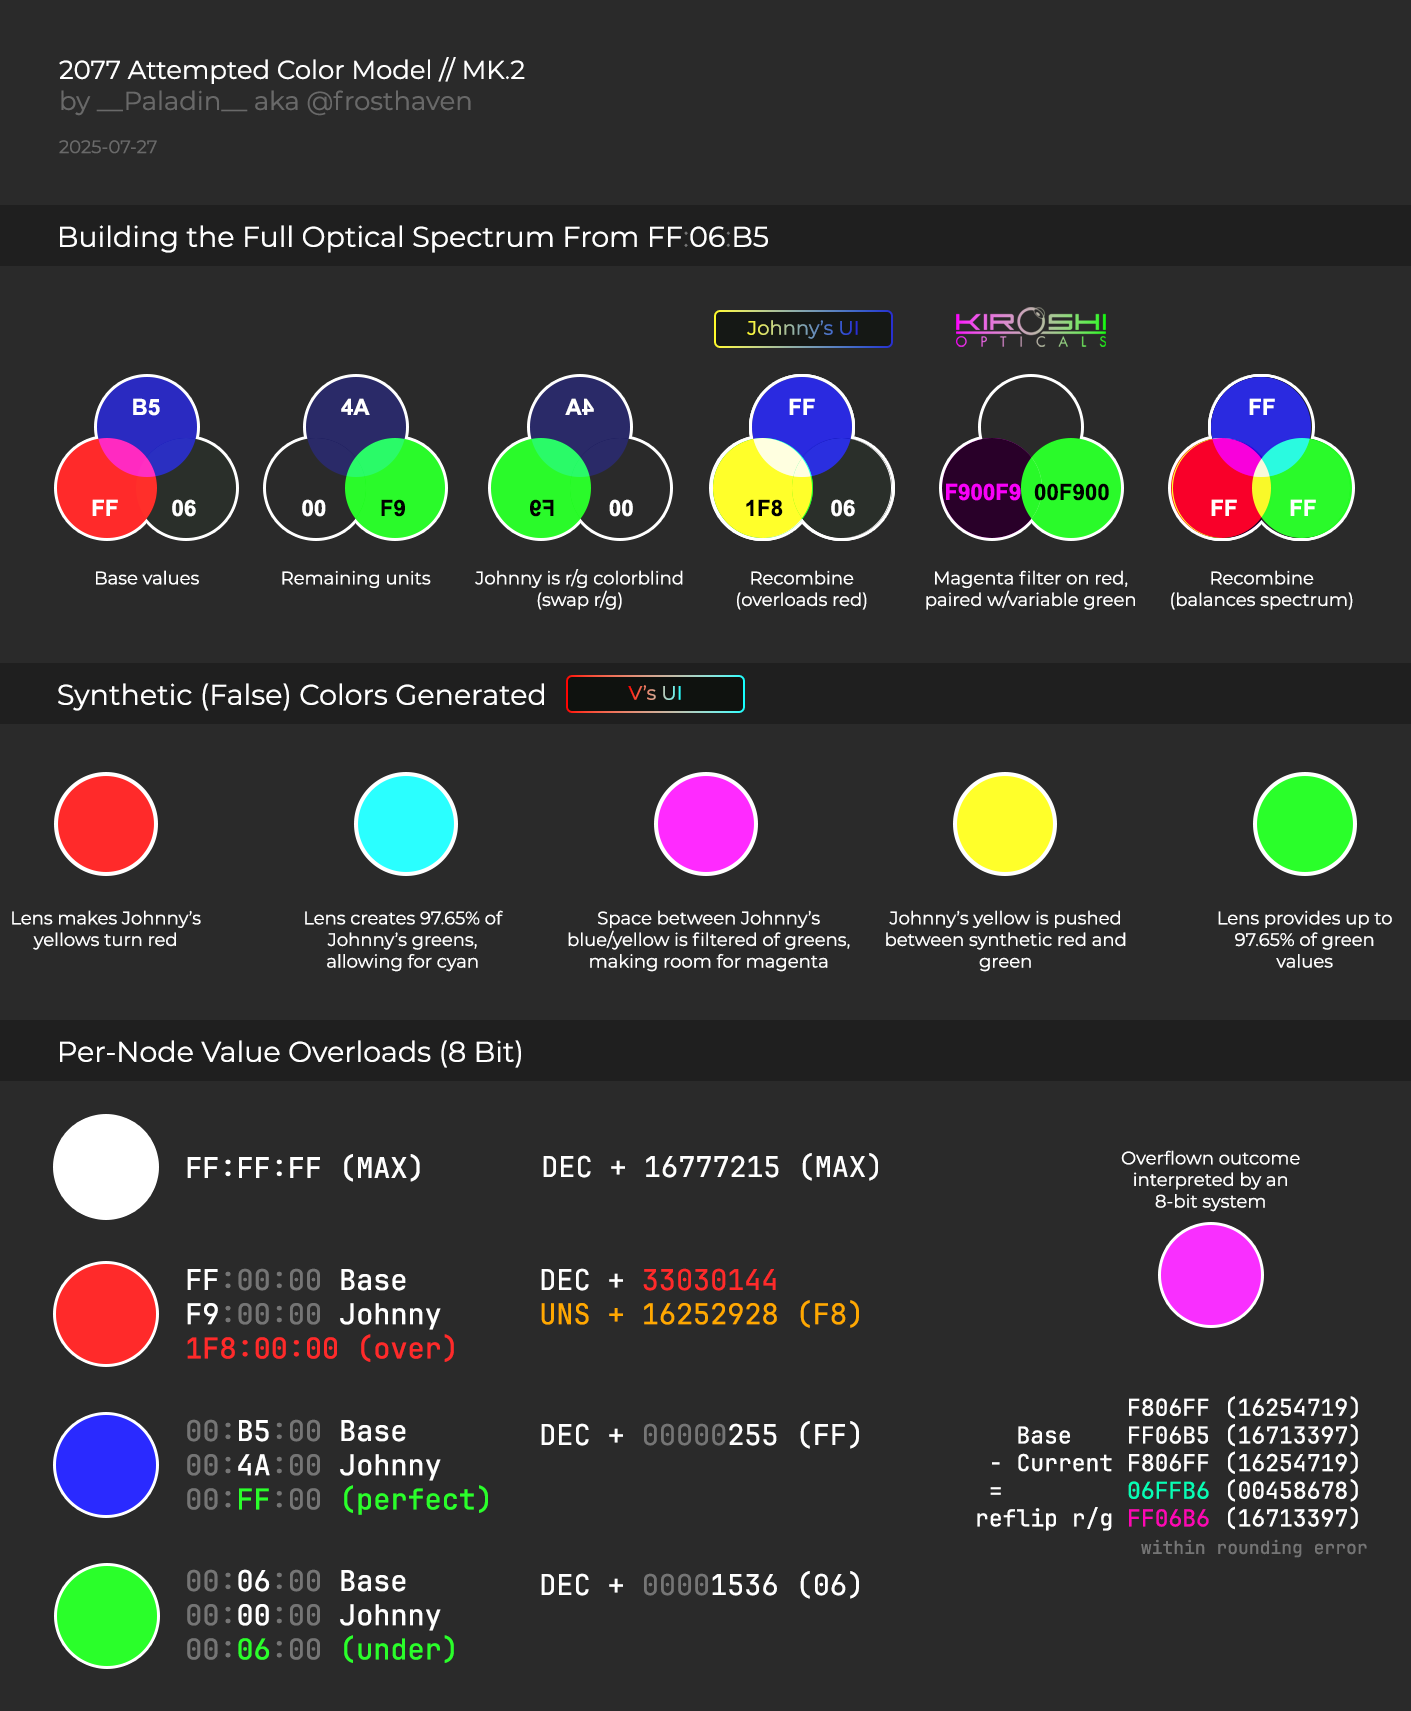 2077 Attempted Color Model // MK.2
by __Paladin__ aka @frosthaven
2025-07-27
Building the Full Optical Spectrum From FF:06:B5
Johnny's UI
KIROSHI
OPTICALS
B5
FF
06
Base values
4A
00
F9
Remaining units
4A
F9
00
Johnny is r/g colorblind
(swap r/g)
FF
1F8
06
Recombine
(overloads red)
F900F9
00F900
Magenta filter on red,
paired w/variable green
FF
FF
FF
Recombine
(balances spectrum)
Synthetic (False) Colors Generated
V's UI
Lens makes Johnny's
yellows turn red
Lens creates 97.65% of
Johnny's greens,
allowing for cyan
Space between Johnny's
blue/yellow is filtered of greens,
making room for magenta
Johnny's yellow is pushed
between synthetic red and
green
Lens provides up to
97.65% of green
values
Per-Node Value Overloads (8 Bit)
FF:FF:FF (MAX)
DEC + 16777215 (MAX)
FF:00:00 Base
F9:00:00 Johnny
1F8:00:00 (over)
DEC + 33030144
UNS + 16252928 (F8)
00:B5:00 Base
00:4A:00 Johnny
00:FF:00 (perfect)
DEC + 00000255 (FF)
00:06:00 Base
00:00:00 Johnny
00:06:00 (under)
DEC + 00001536 (06)
Overflown outcome
interpreted by an
8-bit system
F806FF (16254719)
Base FF06B5 (16713397)
- Current F806FF (16254719)
= 06FFB6 (00458678)
reflip r/g FF06B6 (16713397)
within rounding error